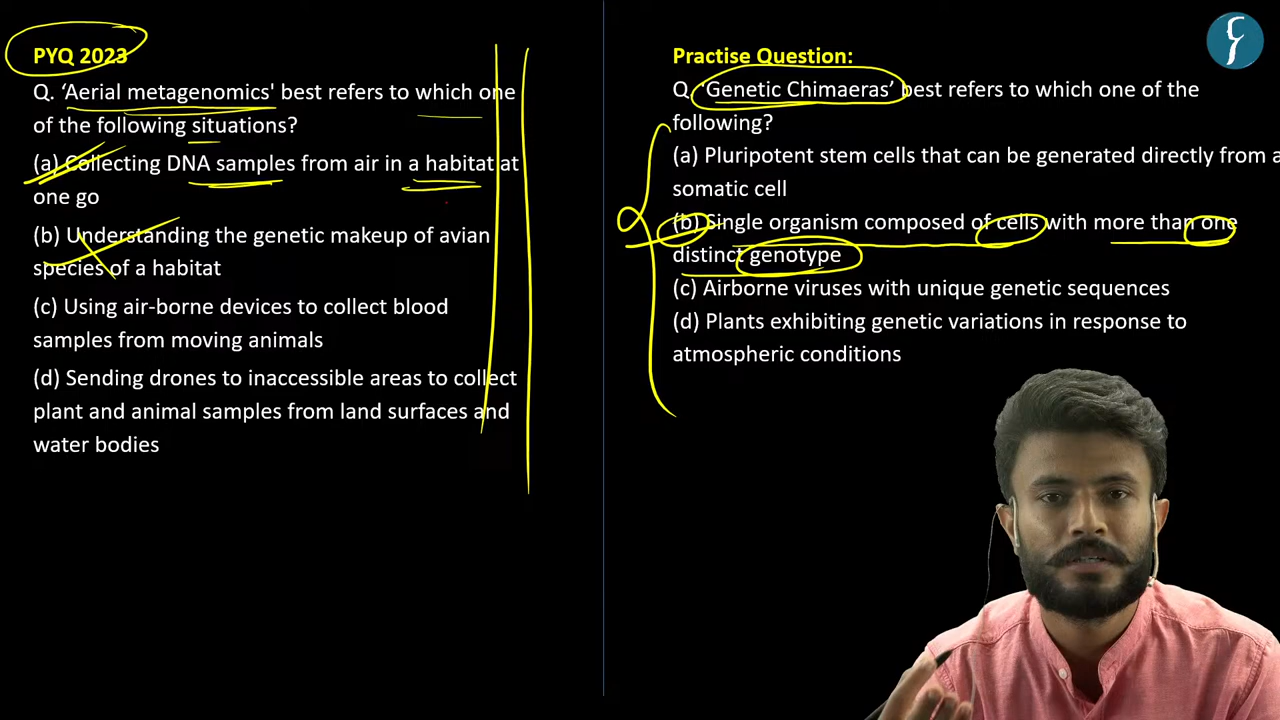 PYQ 2023
Q. ‘Aerial metagenomics' best refers to which one
of the following situations?
(a) Collecting DNA samples from air in a habitat at
one go
(b) Understanding the genetic makeup of avian
species of a habitat
(c) Using air-borne devices to collect blood
samples from moving animals
(d) Sending drones to inaccessible areas to collect
plant and animal samples from land surfaces and
water bodies
Practise Question:
Q. ‘Genetic Chimaeras’ best refers to which one of the
following?
(a) Pluripotent stem cells that can be generated directly from a
somatic cell
(b) Single organism composed of cells with more than one
distinct genotype
(c) Airborne viruses with unique genetic sequences
(d) Plants exhibiting genetic variations in response to
atmospheric conditions